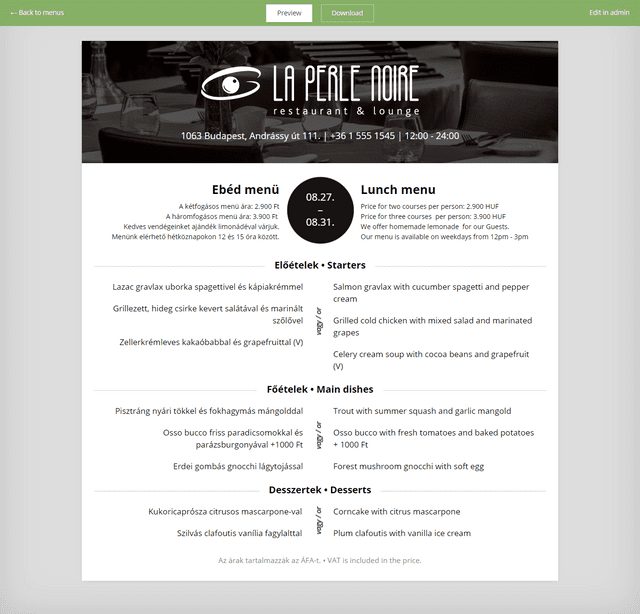 ← Back to menus
Preview
Download
Edit in admin
LA PERLE NOIRE
restaurant & lounge
1063 Budapest, Andrássy út 111. | +36 1 555 1545 | 12:00 - 24:00
Ebéd menü
A kétfogásos menü ára: 2.900 Ft
A háromfogásos menü ára: 3.900 Ft
Kedves vendégeinket ajándék limonádéval várjuk.
Menünk elérhető hétköznapokon 12 és 15 óra között.
08.27.
–
08.31.
Lunch menu
Price for two courses per person: 2.900 HUF
Price for three courses per person: 3.900 HUF
We offer homemade lemonade for our Guests.
Our menu is available on weekdays from 12pm - 3pm
Előételek • Starters
Lazac gravlax uborka spagettivel és kápiakrémmel
Grillezett, hideg csirke kevert salátával és marinált
szőlővel
Zellerkrémleves kakaóbabbal és grapefruittal (V)
vagy / or
Salmon gravlax with cucumber spagetti and pepper
cream
Grilled cold chicken with mixed salad and marinated
grapes
Celery cream soup with cocoa beans and grapefruit
(V)
Főételek • Main dishes
Pisztráng nyári tökkel és fokhagymás mángolddal
Osso bucco friss paradicsomokkal és
parázsburgonyával +1000 Ft
Erdei gombás gnocchi lágytojással
vagy / or
Trout with summer squash and garlic mangold
Osso bucco with fresh tomatoes and baked potatoes
+ 1000 Ft
Forest mushroom gnocchi with soft egg
Desszertek • Desserts
Kukoricaprósza citrusos mascarpone-val
Szilvás clafoutis vanília fagylalttal
vagy / or
Corncake with citrus mascarpone
Plum clafoutis with vanilla ice cream
Az árak tartalmazzák az ÁFA-t. • VAT is included in the price.